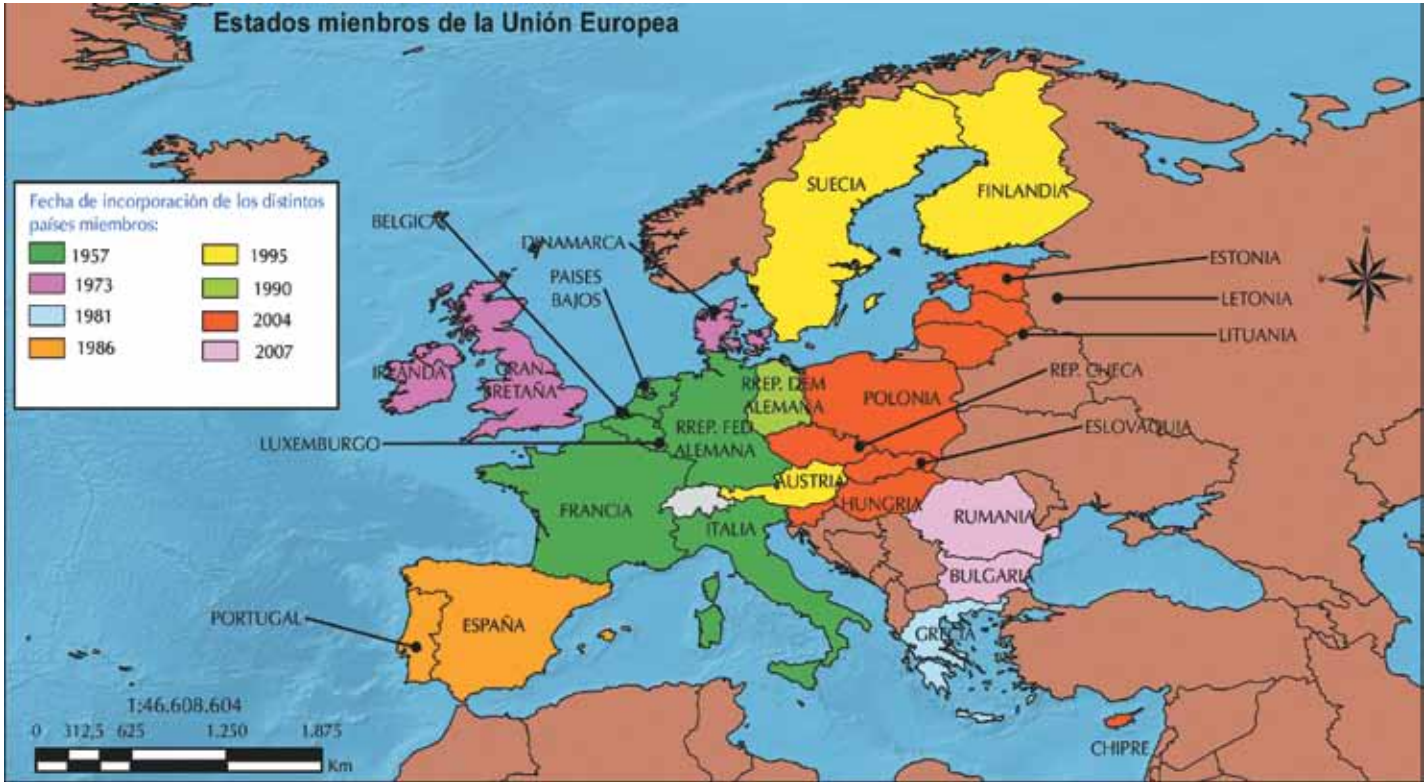 Estados mienbros de la Unión Europea
Fecha de incorporación de los distintos
países miembros:
1957
1995
1973
1990
1981
2004
1986
2007
SUECIA
FINLANDIA
BELGICA
DINAMARCA
PAISES
BAJOS
ESTONIA
LETONIA
LITUANIA
IRLANDA
GRAN
BRETAÑA
RREP. DEM
ALEMANA
POLONIA
REP. CHECA
ESLOVAQUIA
LUXEMBURGO
RREP. FED
ALEMANA
AUSTRIA
HUNGRIA
FRANCIA
ITALIA
RUMANIA
BULGARIA
PORTUGAL
ESPAÑA
GRECIA
CHIPRE
1:46.608.604
0 312,5 625 1.250 1.875
Km